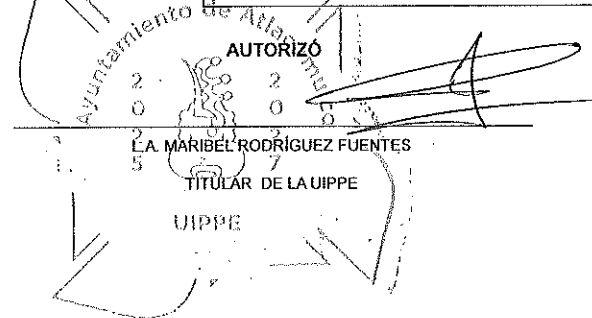 Ayuntamiento de Atlacomulco
AUTORIZÓ
2 2
0 0
2 2
5 7
L.A. MARIBEL RODRÍGUEZ FUENTES
TITULAR DE LA UIPPE
UIPPE